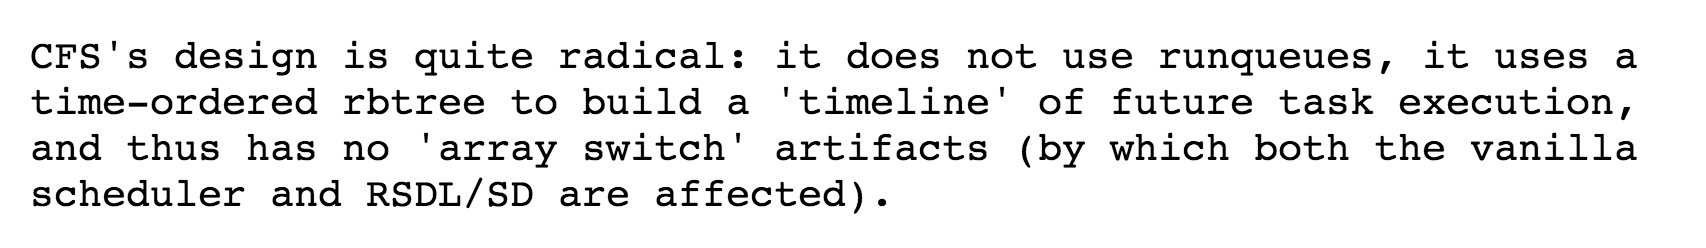 CFS's design is quite radical: it does not use runqueues, it uses a
time-ordered rbtree to build a 'timeline' of future task execution,
and thus has no 'array switch' artifacts (by which both the vanilla
scheduler and RSDL/SD are affected).